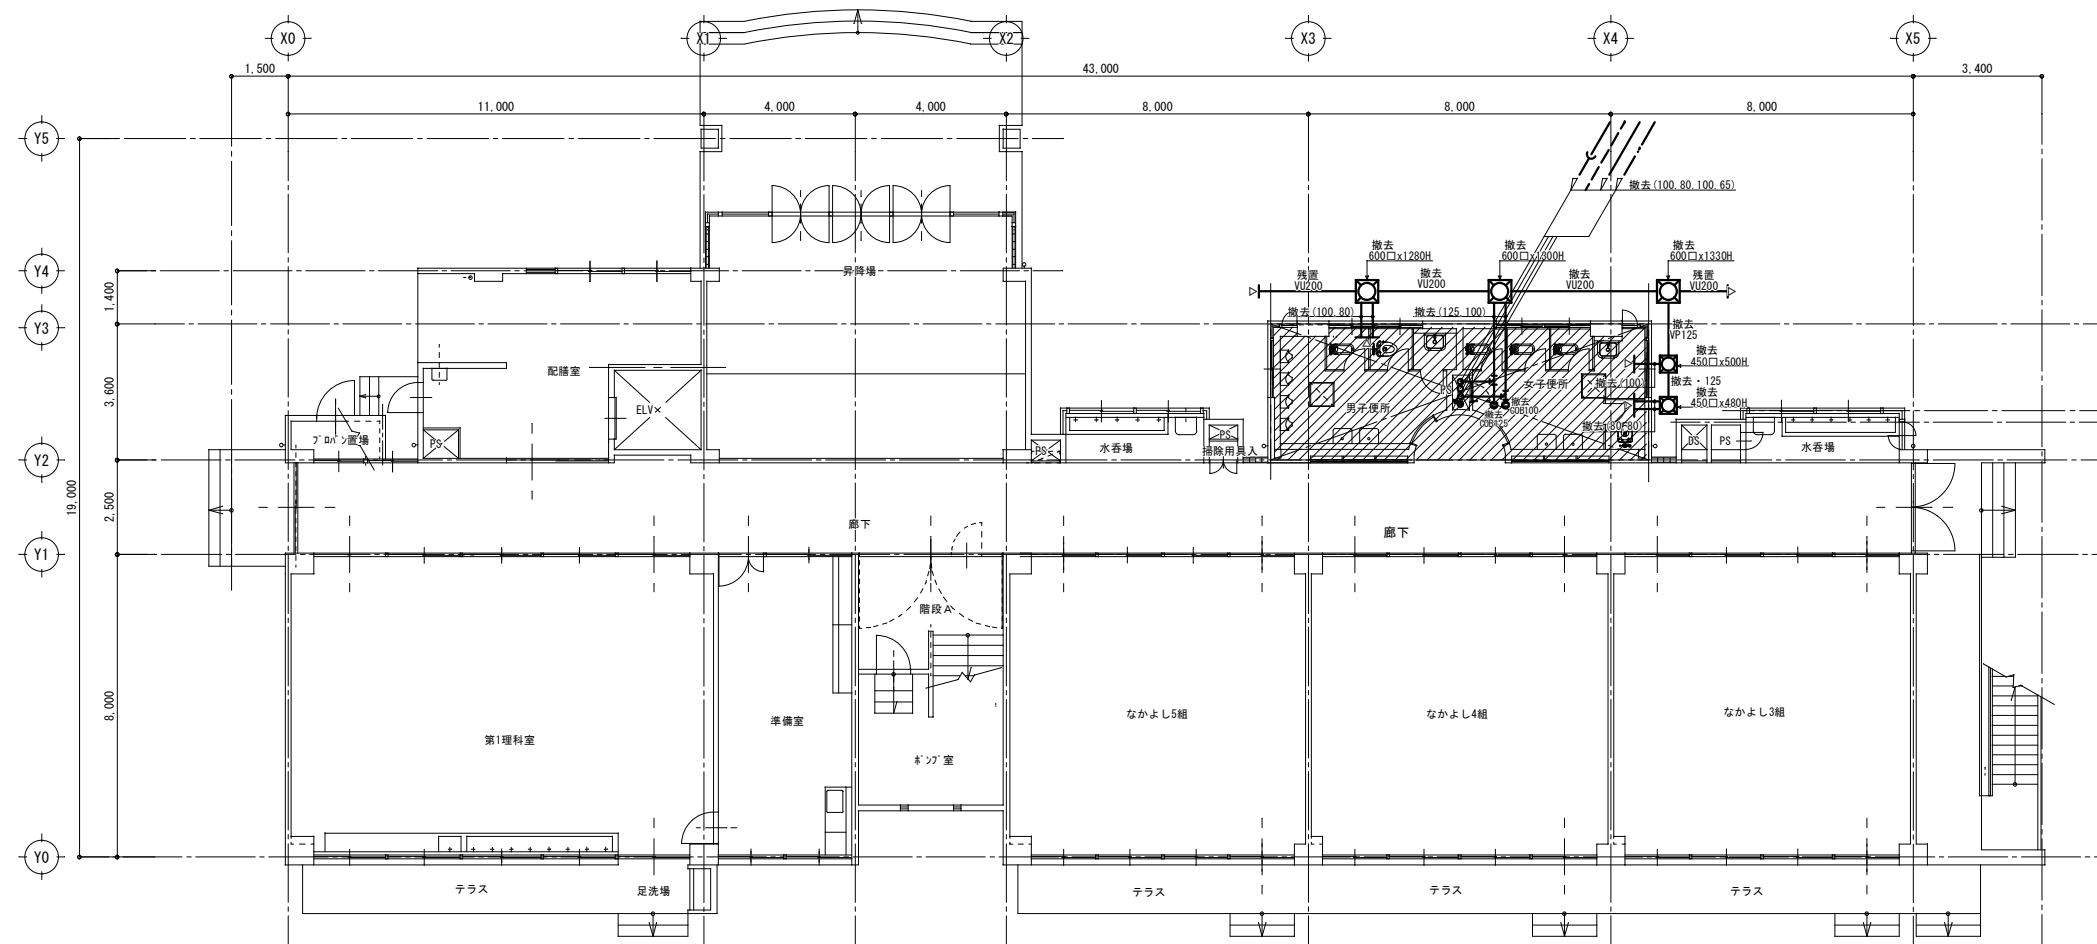 X0
X1
X2
X3
X4
X5
1,500
43,000
3,400
11,000
4,000
4,000
8,000
8,000
8,000
Y5
Y4
Y3
Y2
Y1
Y0
19,000
1,400
3,600
2,500
8,000
撤去(100.80.100.65)
撤去
600□x1280H
撤去
600□x1300H
撤去
600□x1330H
残置
VU200
撤去
VU200
撤去
VU200
残置
VU200
撤去(100.80)
撤去(125.100)
撤去
VP125
撤去
450□x500H
撤去・125
撤去
450□x480H
撤去(100)
撤去(80・80)
撤去
COB100
撤去
COB125
昇降場
配膳室
ELV
プロパン置場
PS
PS
水呑場
PS
掃除用具入
男子便所
PS
女子便所
DS
PS
水呑場
廊下
廊下
階段A
第1理科室
準備室
ポンプ室
なかよし5組
なかよし4組
なかよし3組
テラス
足洗場
テラス
テラス
テラス